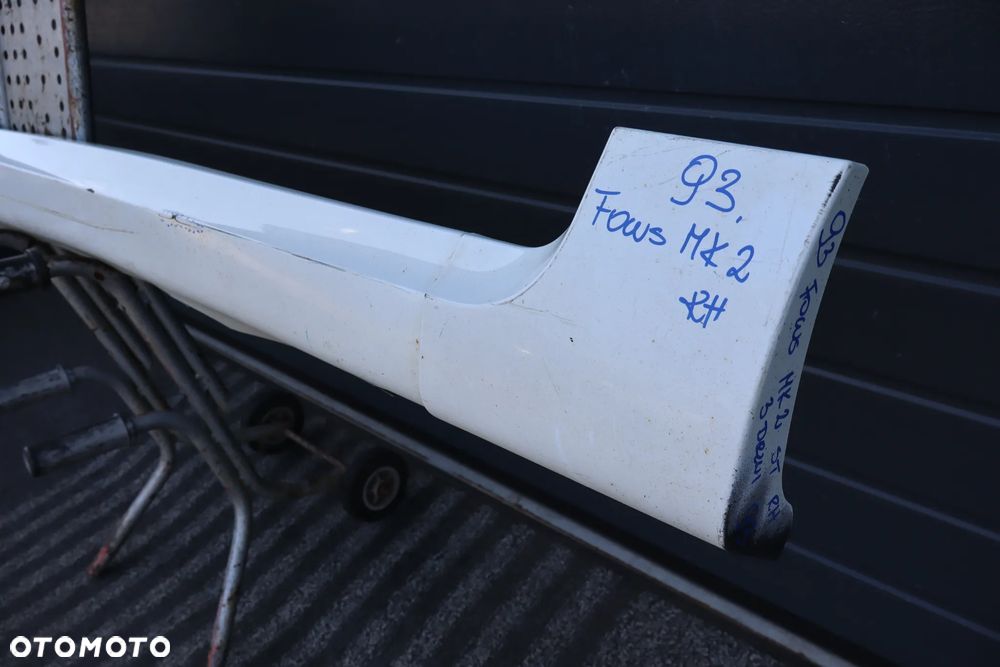 93.
Focus MK2
RH
93 Focus MK2 ST RH
3 DRZWI
OTOMOTO